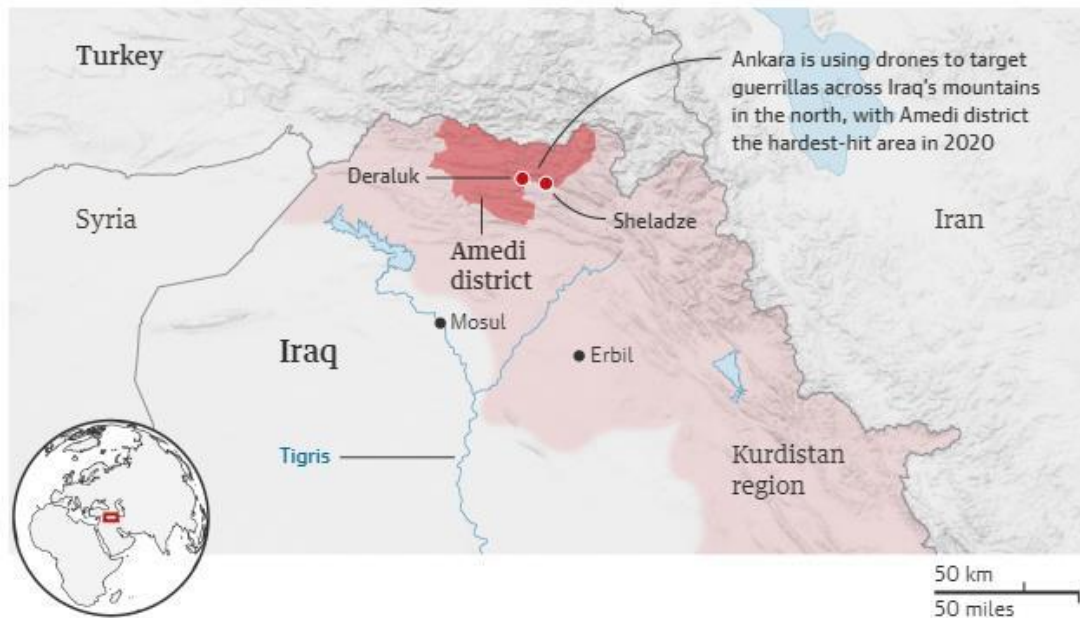 Turkey
Ankara is using drones to target
guerrillas across Iraq's mountains
in the north, with Amedi district
the hardest-hit area in 2020
Deraluk
Sheladze
Syria
Iran
Amedi
district
Mosul
Iraq
Erbil
Tigris
Kurdistan
region
50 km
50 miles